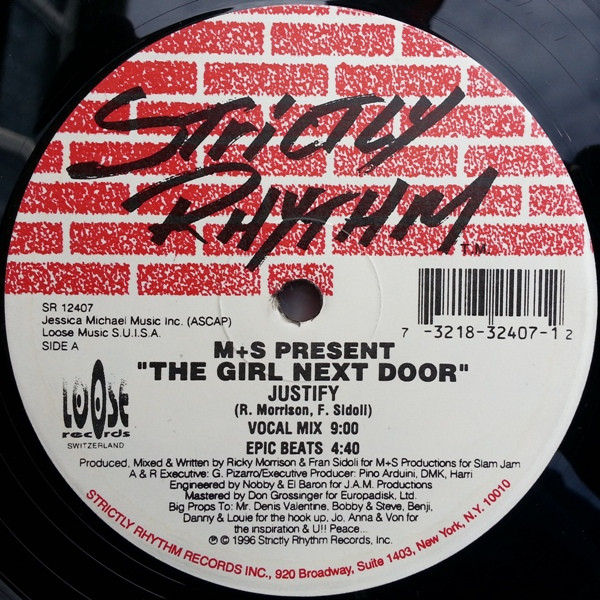 STRICTLY
RHYTHM T.M.
SR 12407
Jessica Michael Music Inc. (ASCAP)
Loose Music S.U.I.S.A.
SIDE A
7 -3218-32407-1 2
LOOSE
records
SWITZERLAND
M+S PRESENT
"THE GIRL NEXT DOOR"
JUSTIFY
(R. Morrison, F. Sidoli)
VOCAL MIX 9:00
EPIC BEATS 4:40
Produced, Mixed & Written by Ricky Morrison & Fran Sidoli for M+S Productions for Slam Jam
A & R Executive: G. Pizarro/Executive Producer: Pino Arduini, DMK, Harri
Engineered by Nobby & El Baron for J.A.M. Productions
Mastered by Don Grossinger for Europadisk, Ltd.
Big Props To: Mr. Denis Valentine, Bobby & Steve, Benji,
Danny & Louie for the hook up, Jo, Anna & Von for
the inspiration & U!! Peace...
℗ © 1996 Strictly Rhythm Records, Inc.
STRICTLY RHYTHM RECORDS INC., 920 Broadway, Suite 1403, New York, N.Y. 10010